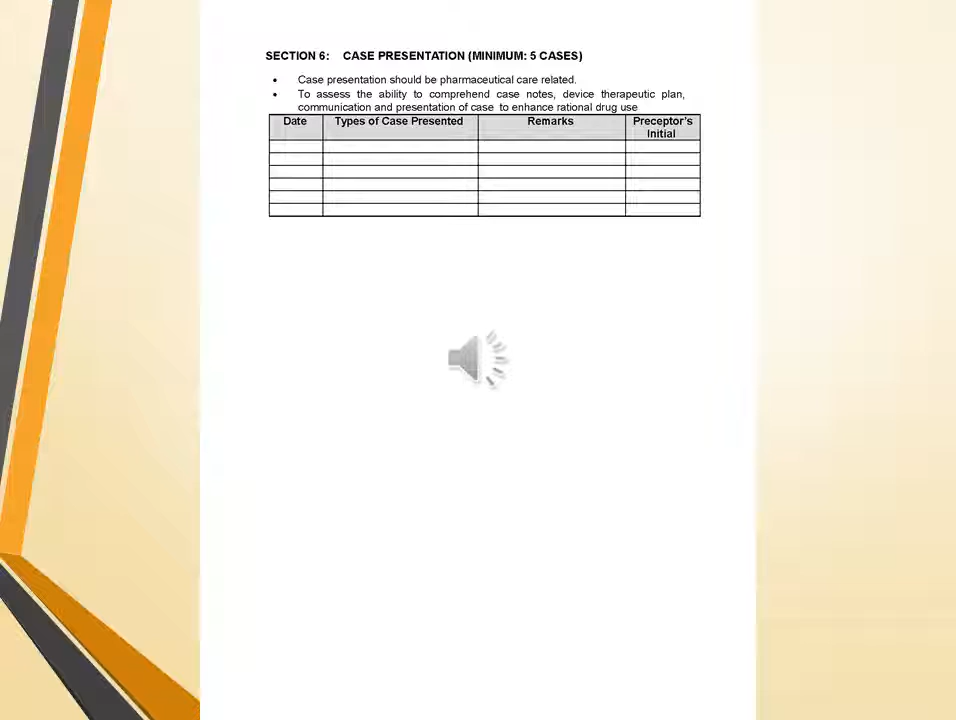 SECTION 6: CASE PRESENTATION (MINIMUM: 5 CASES)
• Case presentation should be pharmaceutical care related.
• To assess the ability to comprehend case notes, device therapeutic plan,
communication and presentation of case to enhance rational drug use
Date Types of Case Presented Remarks Preceptor's
Initial